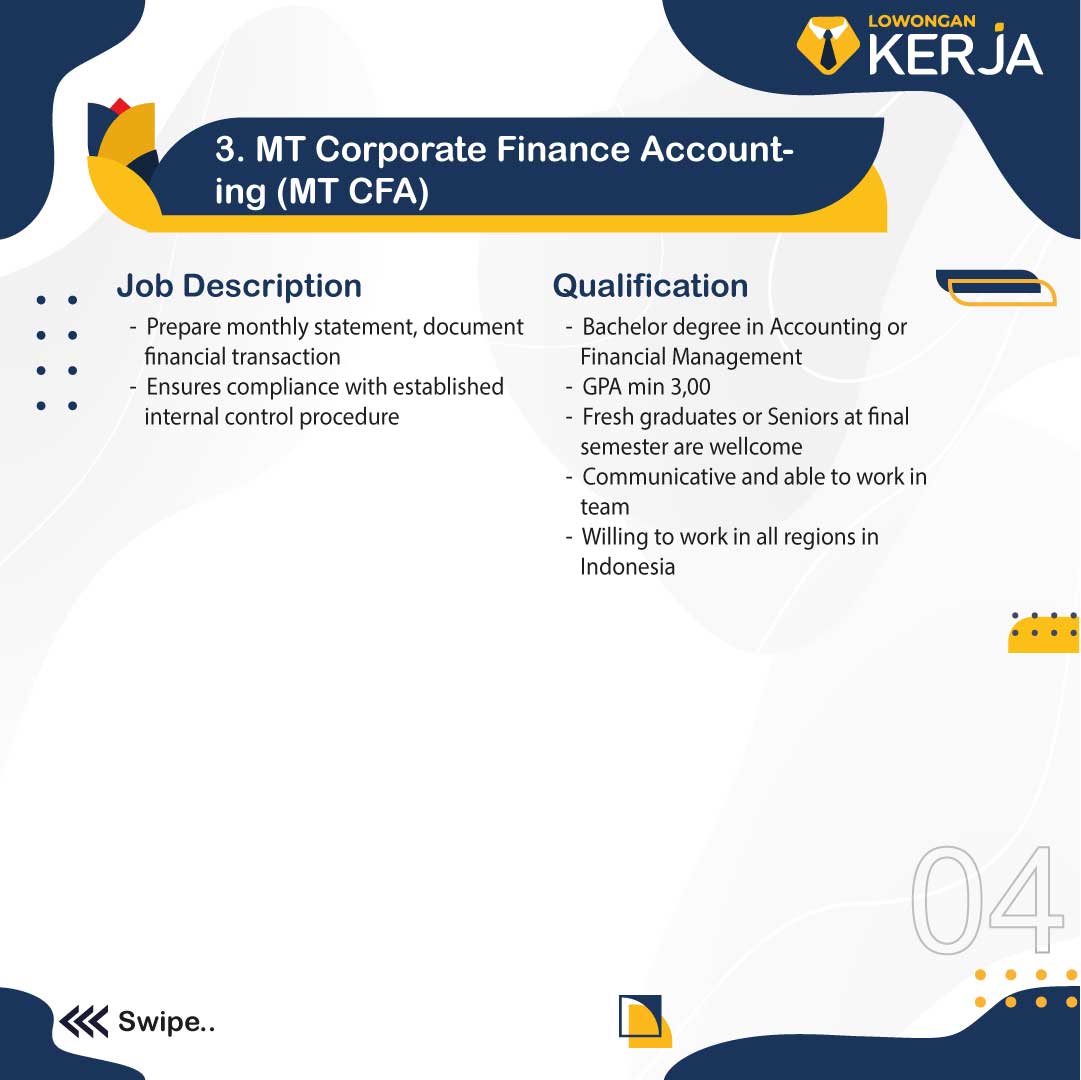 LOWONGAN
KERJA
3. MT Corporate Finance Account-
ing (MT CFA)
Job Description
- Prepare monthly statement, document
financial transaction
- Ensures compliance with established
internal control procedure
Qualification
- Bachelor degree in Accounting or
Financial Management
- GPA min 3,00
- Fresh graduates or Seniors at final
semester are wellcome
- Communicative and able to work in
team
- Willing to work in all regions in
Indonesia
04
Swipe..